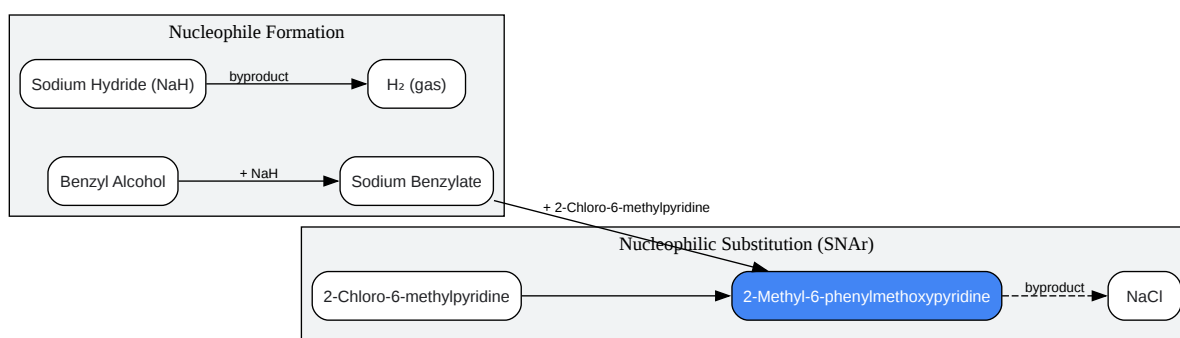 Nucleophile Formation
Sodium Hydride (NaH)
byproduct
H₂ (gas)
Benzyl Alcohol
+ NaH
Sodium Benzylate
+ 2-Chloro-6-methylpyridine
Nucleophilic Substitution (SNAr)
2-Chloro-6-methylpyridine
2-Methyl-6-phenylmethoxypyridine
byproduct
NaCl